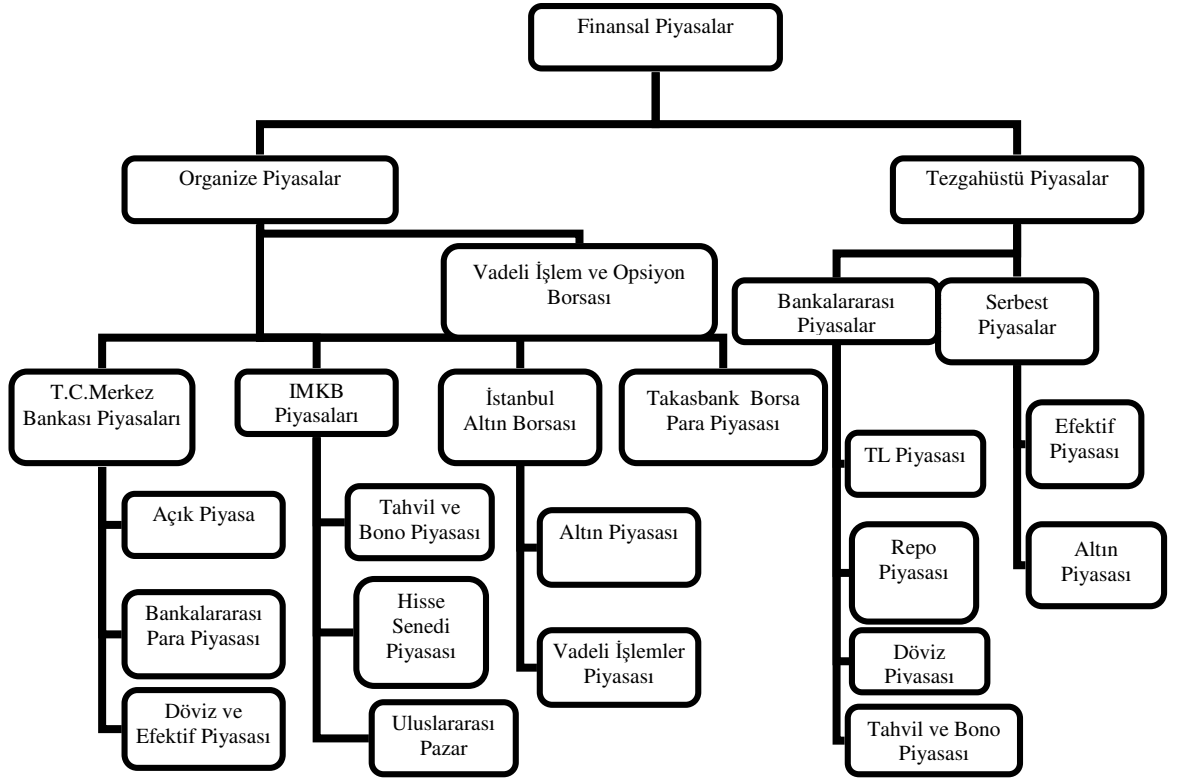 Finansal Piyasalar
Organize Piyasalar
Tezgahüstü Piyasalar
Vadeli İşlem ve Opsiyon
Borsası
Bankalararası
Piyasalar
Serbest
Piyasalar
T.C.Merkez
Bankası Piyasaları
IMKB
Piyasaları
İstanbul
Altın Borsası
Takasbank Borsa
Para Piyasası
Açık Piyasa
Bankalararası
Para Piyasası
Döviz ve
Efektif Piyasası
Tahvil ve
Bono Piyasası
Hisse
Senedi
Piyasası
Uluslararası
Pazar
Altın Piyasası
Vadeli İşlemler
Piyasası
TL Piyasası
Repo
Piyasası
Döviz
Piyasası
Tahvil ve Bono
Piyasası
Efektif
Piyasası
Altın
Piyasası